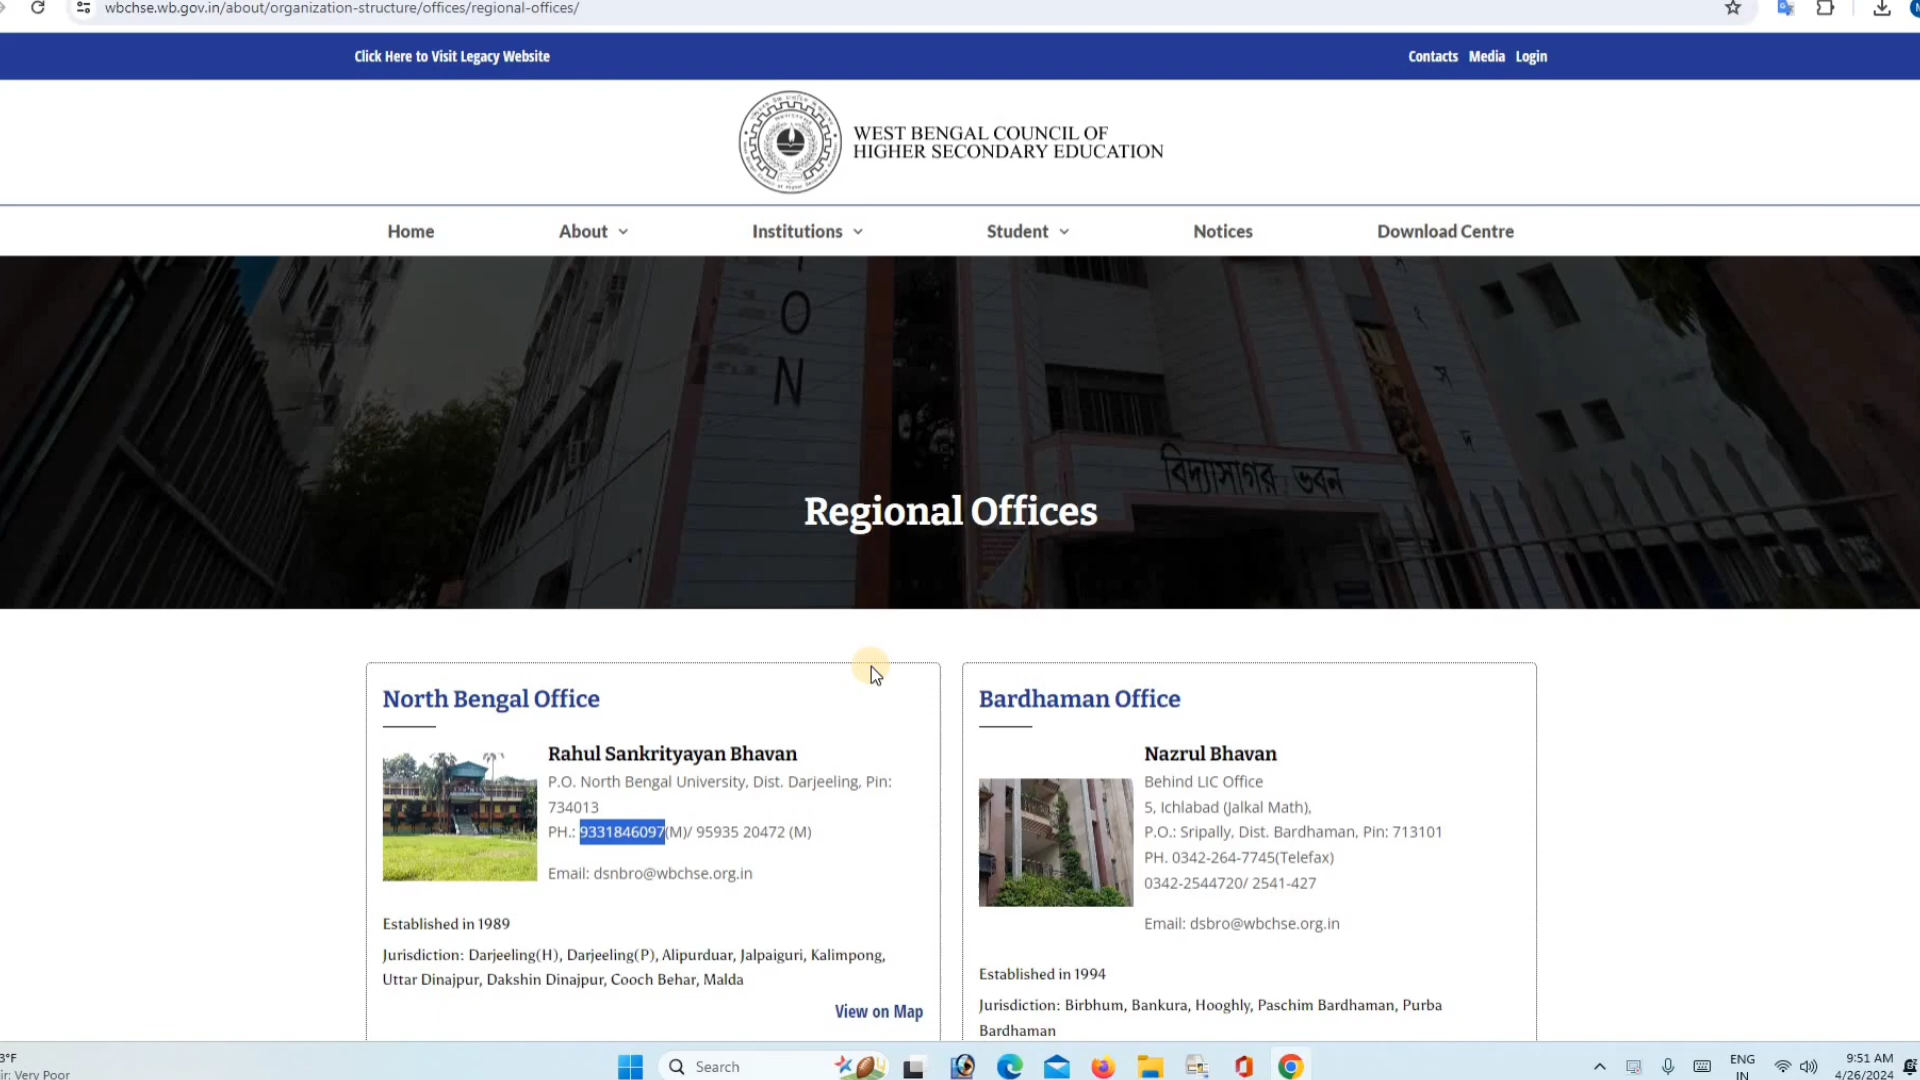 wbchse.wb.gov.in/about/organization-structure/offices/regional-offices/
Click Here to Visit Legacy Website
Contacts Media Login
WEST BENGAL COUNCIL OF
HIGHER SECONDARY EDUCATION
Home About Institutions Student Notices Download Centre
O
N
বিদ্যাসাগর ভবন
Regional Offices
North Bengal Office
Rahul Sankrityayan Bhavan
P.O. North Bengal University, Dist. Darjeeling, Pin:
734013
PH.: 9331846097(M)/ 95935 20472 (M)
Email: dsnbro@wbchse.org.in
Established in 1989
Jurisdiction: Darjeeling(H), Darjeeling(P), Alipurduar, Jalpaiguri, Kalimpong,
Uttar Dinajpur, Dakshin Dinajpur, Cooch Behar, Malda
View on Map
Bardhaman Office
Nazrul Bhavan
Behind LIC Office
5, Ichlabad (Jalkal Math),
P.O.: Sripally, Dist. Bardhaman, Pin: 713101
PH. 0342-264-7745(Telefax)
0342-2544720/ 2541-427
Email: dsbro@wbchse.org.in
Established in 1994
Jurisdiction: Birbhum, Bankura, Hooghly, Paschim Bardhaman, Purba
Bardhaman
3°F
ir: Very Poor
Search
ENG
IN
9:51 AM
4/26/2024